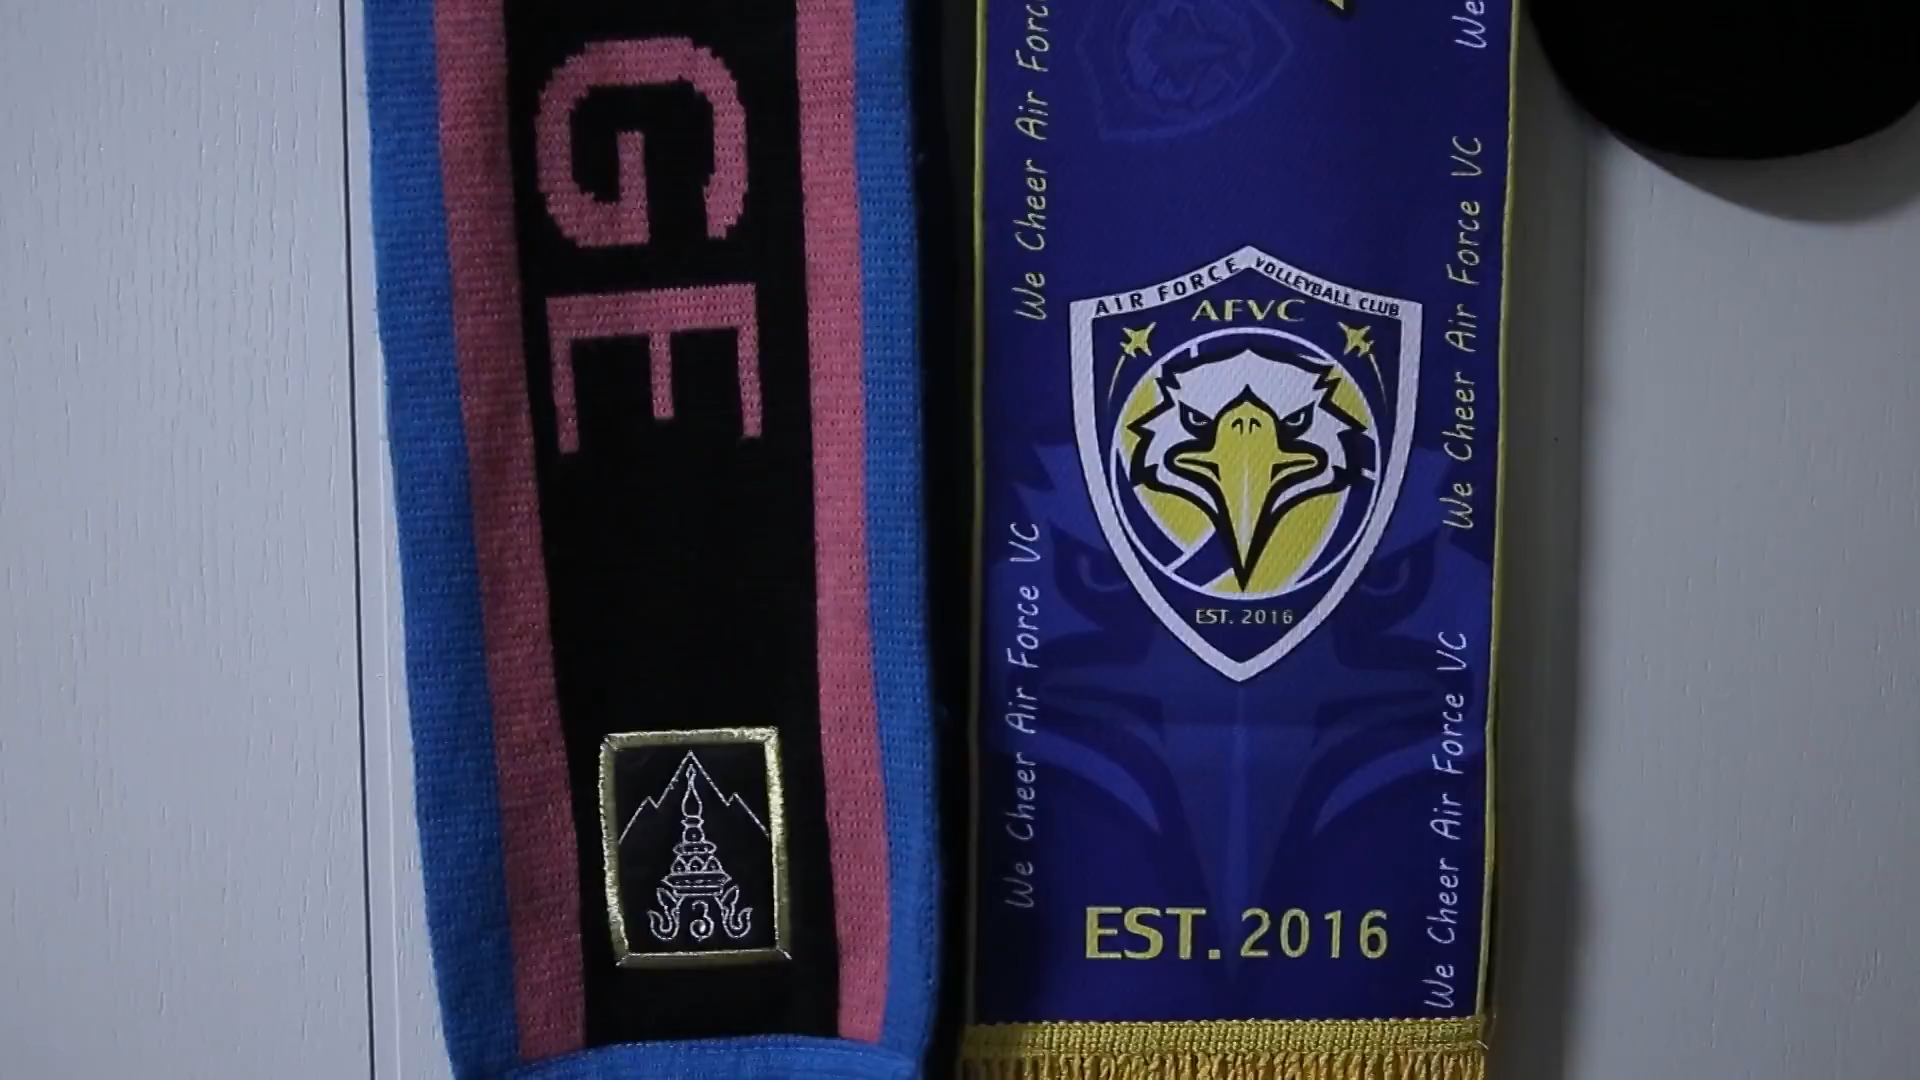 GE
We Cheer Air Force
We Cheer Air Force VC
AIR FORCE VOLLEYBALL CLUB
AFVC
EST. 2016
EST. 2016
We
We Cheer Air Force VC
We Cheer Air Force VC